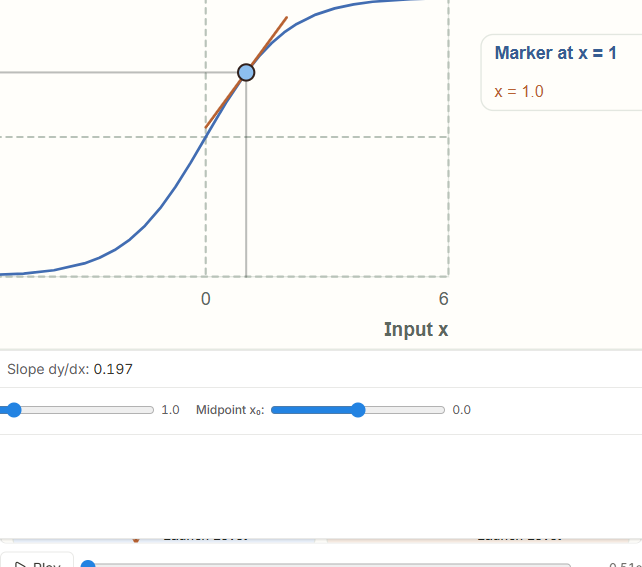 Marker at x = 1
x = 1.0
0
6
Input x
Slope dy/dx: 0.197
1.0
Midpoint x₀:
0.0
Play